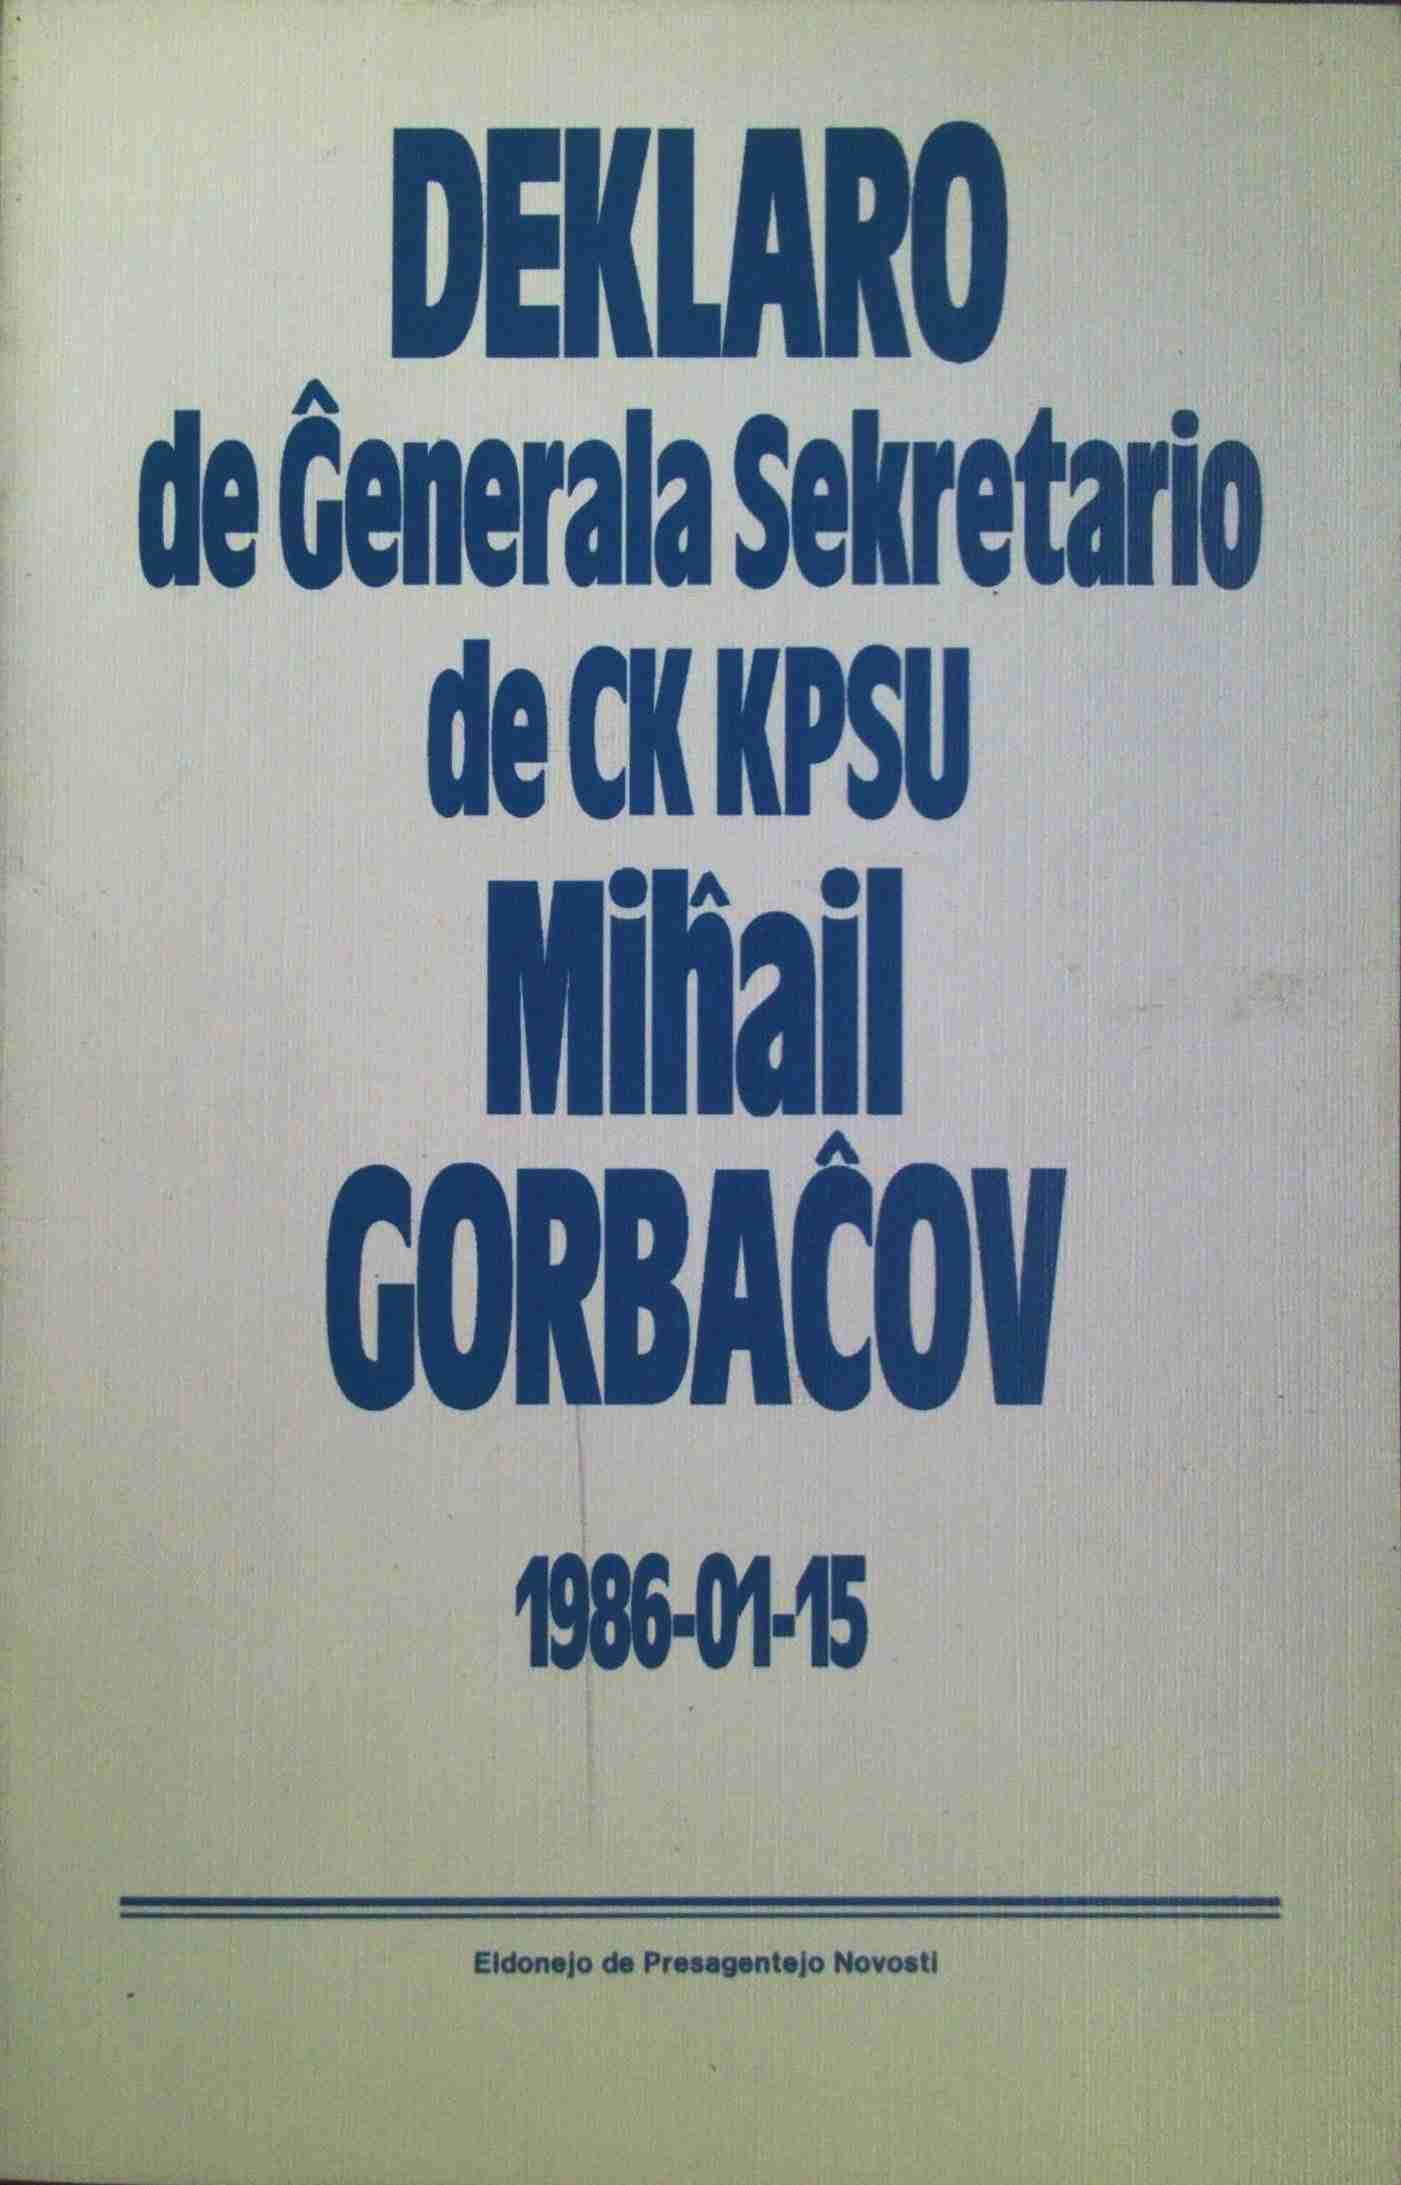 DEKLARO
de Ĝenerala Sekretario
de CK KPSU
Miĥail
GORBAĈOV
1986-01-15
Eldonejo de Presagentejo Novosti